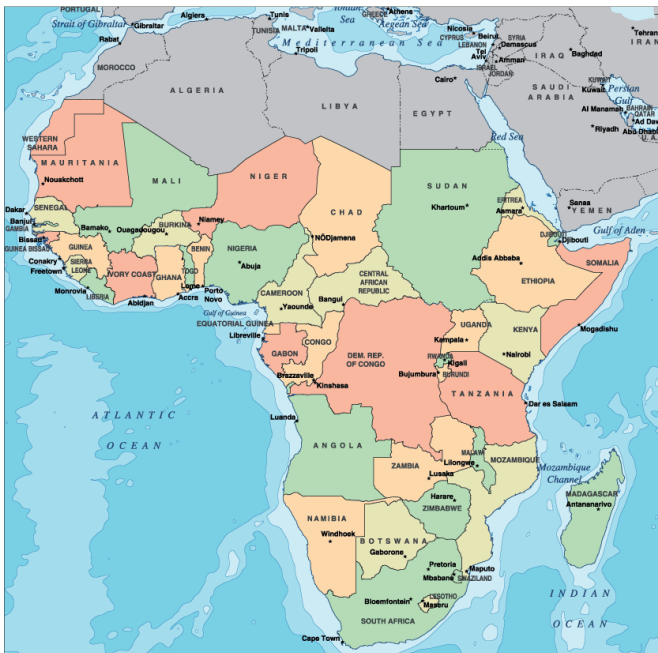 PORTUGAL
Strait of Gibraltar
Gibraltar
Algiers
Tunis
Ionian
Sea
GREECE
Athens
Aegean Sea
Nicosia
CYPRUS
Beirut
SYRIA
Tehran
IRAN
Rabat
TUNISIA
MALTA
Valletta
Tripoli
Mediterranean Sea
LEBANON
Damascus
Tel
Aviv
Amman
ISRAEL
JORDAN
IRAQ
Baghdad
MOROCCO
ALGERIA
LIBYA
Cairo
EGYPT
SAUDI
ARABIA
KUWAIT
Kuwait
Persian
Gulf
Al Manamah
BAHRAIN
QATAR
Ad Daw
Riyadh
Abu Dhabi
U.A.
Red Sea
WESTERN
SAHARA
MAURITANIA
Nouakchott
MALI
NIGER
CHAD
SUDAN
Khartoum
ERITREA
Asmara
Sanaa
YEMEN
Dakar
SENEGAL
Banjul
GAMBIA
Bissau
GUINEA BISSAU
Bamako
BURKINA
Ouagadougou
Niamey
NÖDjamena
DJIBOUTI
Djibouti
Gulf of Aden
GUINEA
Conakry
Freetown
SIERRA
LEONE
Monrovia
LIBERIA
IVORY COAST
Abidjan
GHANA
Accra
TOGO
Lome
BENIN
Porto
Novo
NIGERIA
Abuja
Addis Abbaba
ETHIOPIA
SOMALIA
Mogadishu
CENTRAL
AFRICAN
REPUBLIC
Bangui
CAMEROON
Yaounde
Gulf of Guinea
EQUATORIAL GUINEA
Libreville
GABON
CONGO
Brazzaville
Kinshasa
DEM. REP.
OF CONGO
UGANDA
Kampala
KENYA
Nairobi
RWANDA
Kigali
Bujumbura
BURUNDI
TANZANIA
Dar es Salaam
ATLANTIC
OCEAN
Luanda
ANGOLA
ZAMBIA
Lusaka
MALAWI
Lilongwe
MOZAMBIQUE
Mozambique
Channel
Harare
ZIMBABWE
MADAGASCAR
Antananarivo
NAMIBIA
Windhoek
BOTSWANA
Gaborone
Pretoria
Mbabane
Maputo
SWAZILAND
Bloemfontein
LESOTHO
Maseru
SOUTH AFRICA
Cape Town
INDIAN
OCEAN